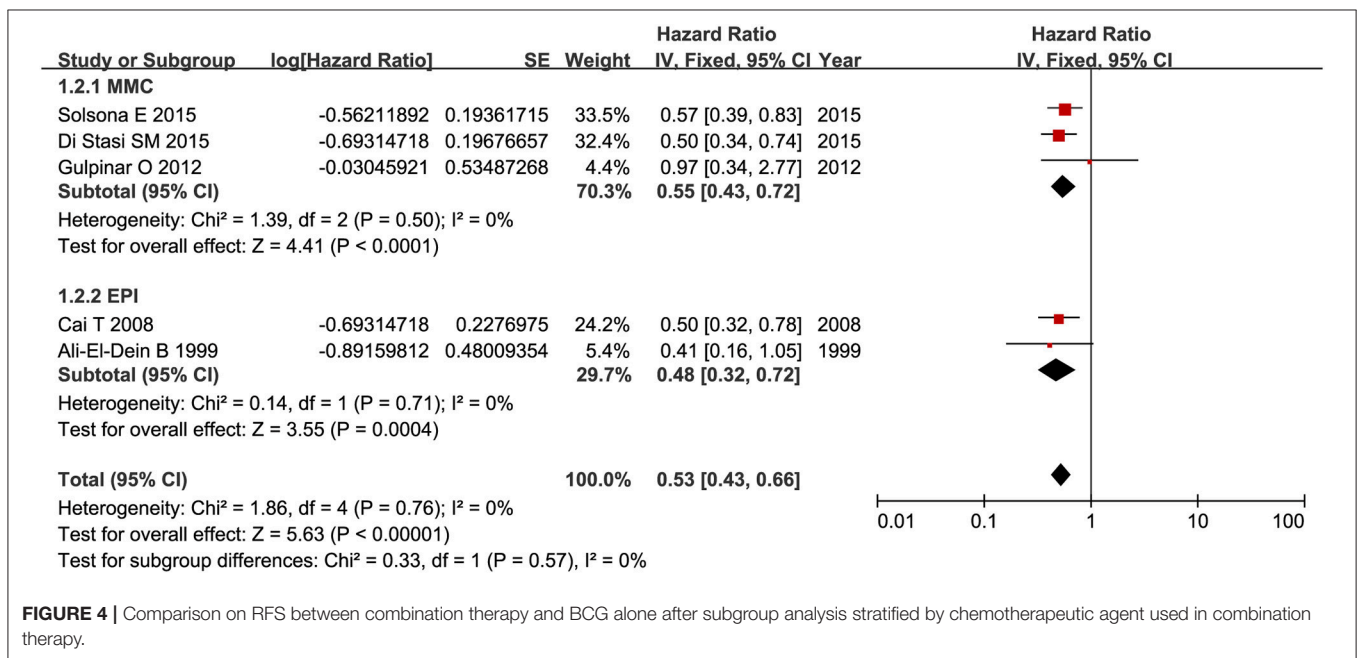 Hazard Ratio Hazard Ratio
Study or Subgroup log[Hazard Ratio] SE Weight IV, Fixed, 95% CI Year IV, Fixed, 95% CI
1.2.1 MMC
Solsona E 2015 -0.56211892 0.19361715 33.5% 0.57 [0.39, 0.83] 2015
Di Stasi SM 2015 -0.69314718 0.19676657 32.4% 0.50 [0.34, 0.74] 2015
Gulpinar O 2012 -0.03045921 0.53487268 4.4% 0.97 [0.34, 2.77] 2012
Subtotal (95% CI) 70.3% 0.55 [0.43, 0.72]
Heterogeneity: Chi² = 1.39, df = 2 (P = 0.50); I² = 0%
Test for overall effect: Z = 4.41 (P < 0.0001)
1.2.2 EPI
Cai T 2008 -0.69314718 0.2276975 24.2% 0.50 [0.32, 0.78] 2008
Ali-El-Dein B 1999 -0.89159812 0.48009354 5.4% 0.41 [0.16, 1.05] 1999
Subtotal (95% CI) 29.7% 0.48 [0.32, 0.72]
Heterogeneity: Chi² = 0.14, df = 1 (P = 0.71); I² = 0%
Test for overall effect: Z = 3.55 (P = 0.0004)
Total (95% CI) 100.0% 0.53 [0.43, 0.66]
Heterogeneity: Chi² = 1.86, df = 4 (P = 0.76); I² = 0%
Test for overall effect: Z = 5.63 (P < 0.00001)
Test for subgroup differences: Chi² = 0.33, df = 1 (P = 0.57), I² = 0%
0.01 0.1 1 10 100
FIGURE 4 | Comparison on RFS between combination therapy and BCG alone after subgroup analysis stratified by chemotherapeutic agent used in combination
therapy.